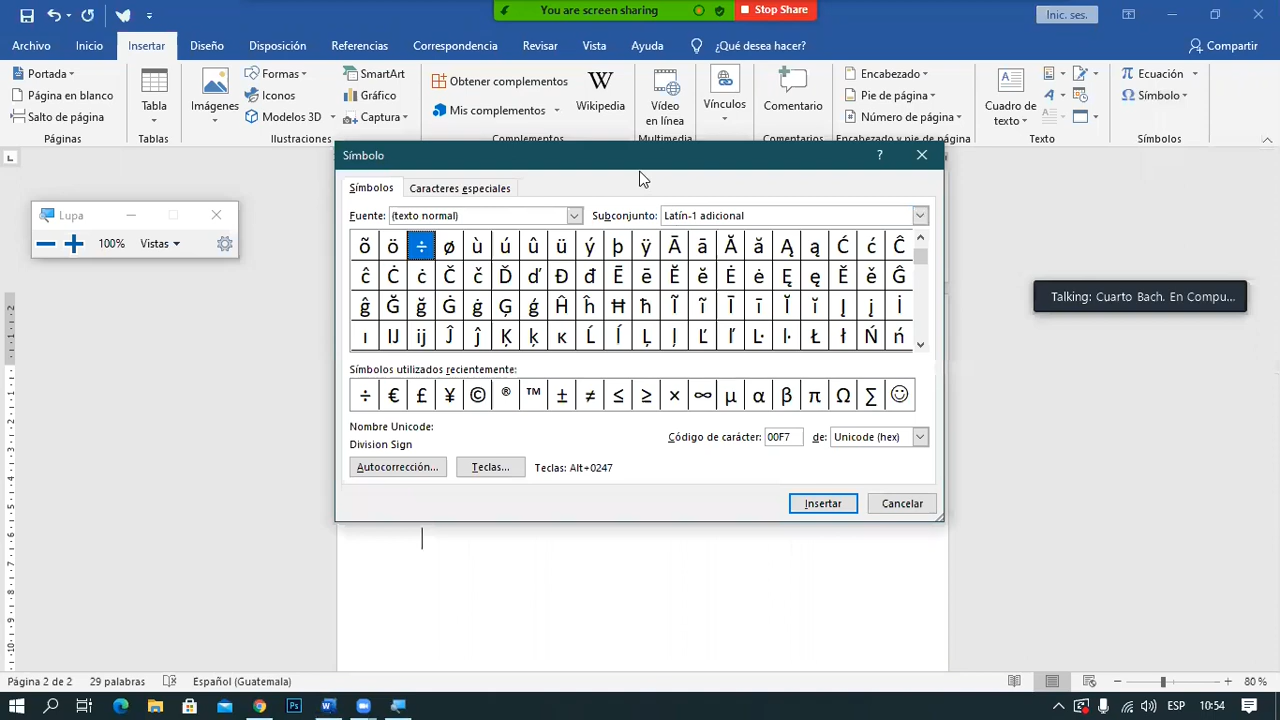 You are screen sharing
Stop Share
Inic. ses.
Archivo Inicio Insertar Diseño Disposición Referencias Correspondencia Revisar Vista Ayuda ¿Qué desea hacer? Compartir
Portada
Página en blanco
Salto de página
Páginas
Tabla
Tablas
Imágenes
Formas
Iconos
Modelos 3D
SmartArt
Gráfico
Captura
Ilustraciones
Obtener complementos
Mis complementos
Wikipedia
Complementos
Vídeo
en línea
Multimedia
Vínculos
Comentario
Comentarios
Encabezado
Pie de página
Número de página
Encabezado y pie de página
Cuadro de
texto
Texto
Ecuación
Símbolo
Símbolos
Lupa
100% Vistas
Talking: Cuarto Bach. En Compu...
Símbolo ?
Símbolos Caracteres especiales
Fuente: (texto normal) Subconjunto: Latín-1 adicional
õ ö ÷ ø ù ú û ü ý þ ÿ Ā ā Ă ă Ą ą Ć ć Ĉ
ĉ Ċ ċ Č č Ď ď Đ đ Ē ē Ĕ ĕ Ė ė Ę ę Ě ě Ĝ
ĝ Ğ ğ Ġ ġ Ģ ģ Ĥ ĥ Ħ ħ Ĩ ĩ Ī ī Ĭ ĭ Į į İ
ı Ĳ ĳ Ĵ ĵ Ķ ķ ĸ Ĺ ĺ Ļ ļ Ľ ľ Ŀ ŀ Ł ł Ń ń
Símbolos utilizados recientemente:
÷ € £ ¥ © ® ™ ± ≠ ≤ ≥ × ∞ µ α β π Ω ∑ ☺
Nombre Unicode:
Division Sign
Código de carácter: 00F7 de: Unicode (hex)
Autocorrección... Teclas... Teclas: Alt+0247
Insertar Cancelar
Página 2 de 2 29 palabras Español (Guatemala) 80 %
ESP 10:54